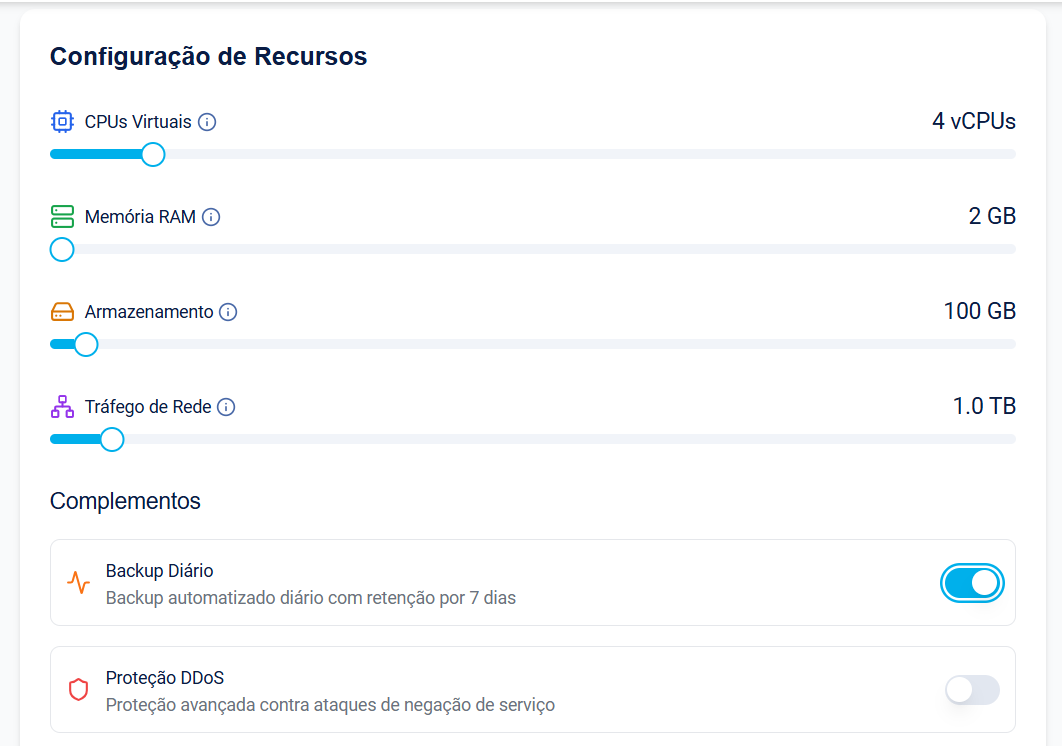 Configuração de Recursos
CPUs Virtuais
4 vCPUs
Memória RAM
2 GB
Armazenamento
100 GB
Tráfego de Rede
1.0 TB
Complementos
Backup Diário
Backup automatizado diário com retenção por 7 dias
Proteção DDoS
Proteção avançada contra ataques de negação de serviço